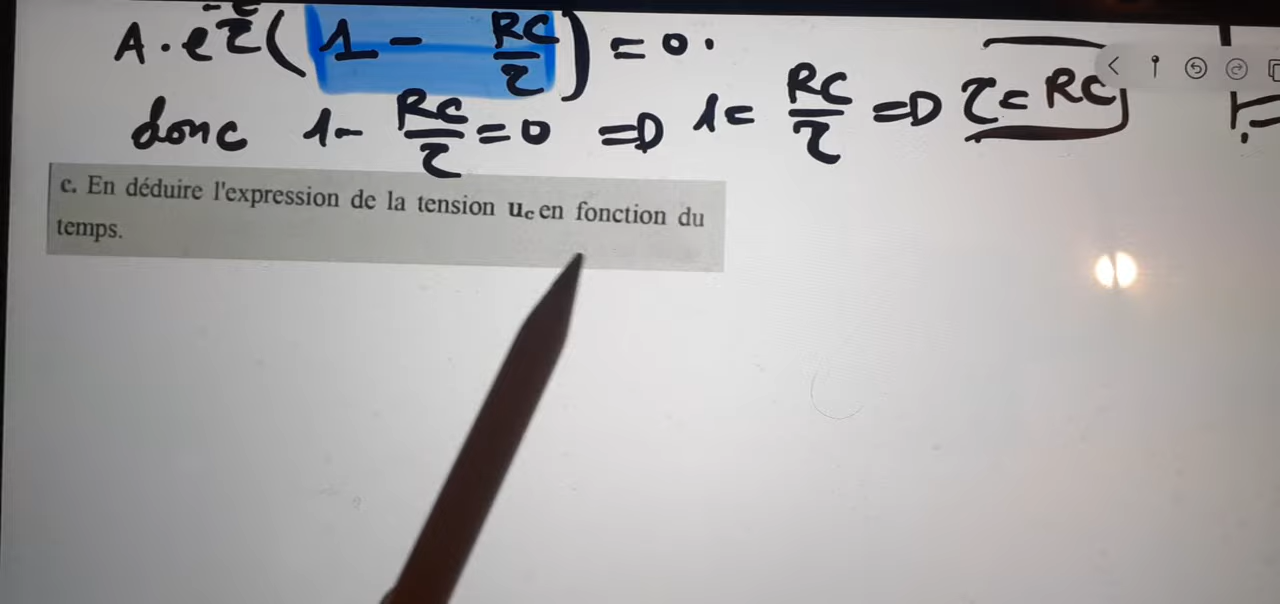 A.e^-t/τ (1 - RC/τ) = 0.
donc 1 - RC/τ = 0 => 1 = RC/τ => τ = RC
c. En déduire l'expression de la tension uc en fonction du
temps.